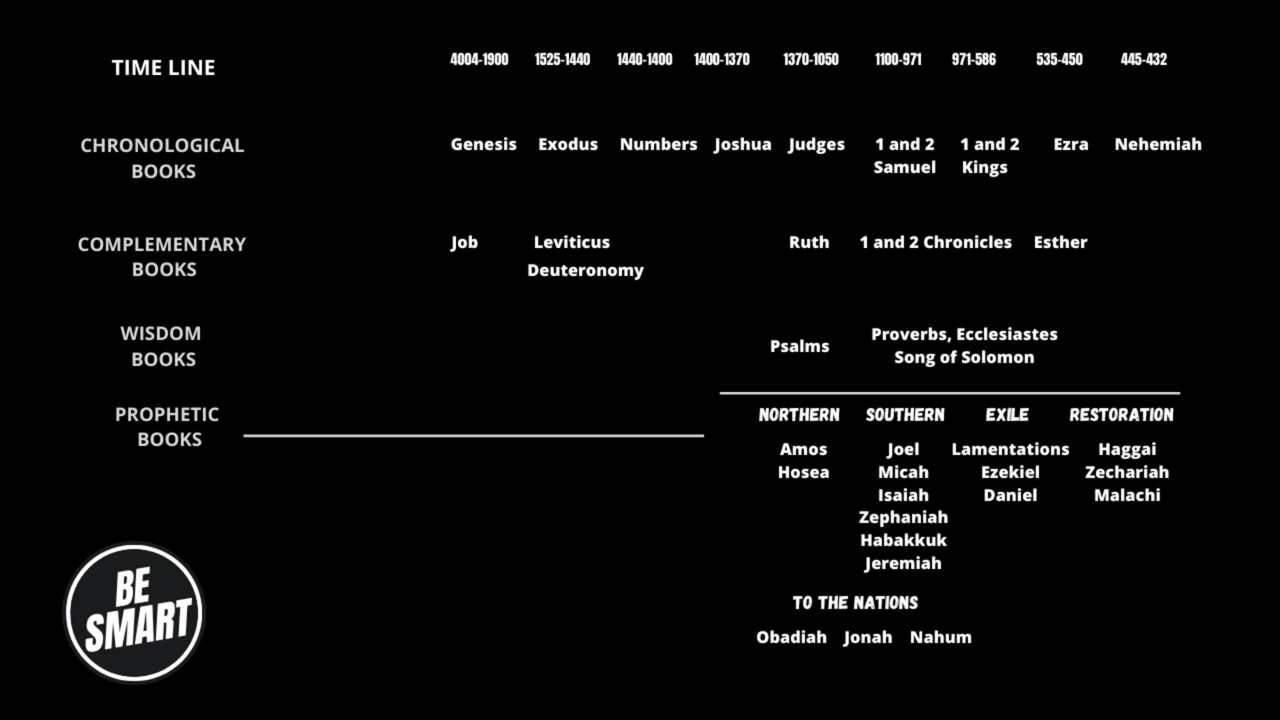 TIME LINE
4004-1900 1525-1440 1440-1400 1400-1370 1370-1050 1100-971 971-586 535-450 445-432
CHRONOLOGICAL
BOOKS
Genesis Exodus Numbers Joshua Judges 1 and 2 1 and 2 Ezra Nehemiah
Samuel Kings
COMPLEMENTARY
BOOKS
Job Leviticus Ruth 1 and 2 Chronicles Esther
Deuteronomy
WISDOM
BOOKS
Psalms
Proverbs, Ecclesiastes
Song of Solomon
PROPHETIC
BOOKS
NORTHERN SOUTHERN EXILE RESTORATION
Amos Joel Lamentations Haggai
Hosea Micah Ezekiel Zechariah
Isaiah Daniel Malachi
Zephaniah
Habakkuk
Jeremiah
TO THE NATIONS
Obadiah Jonah Nahum
BE
SMART